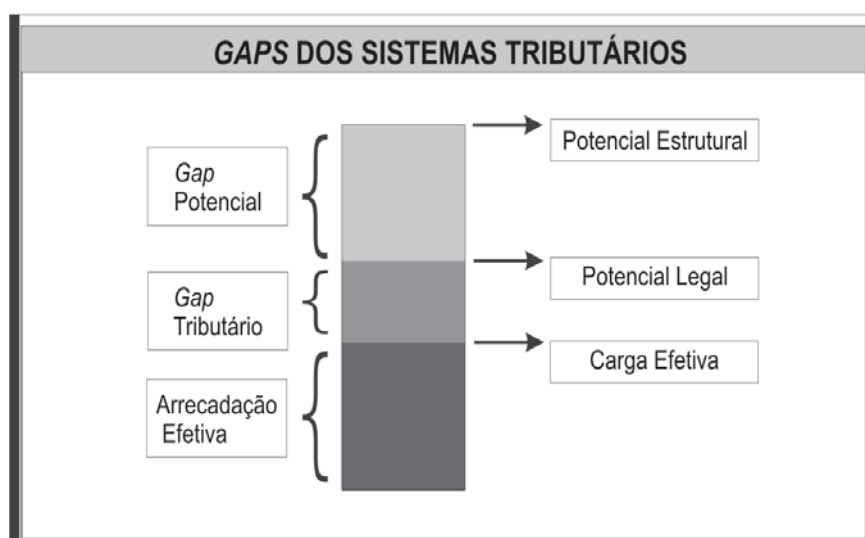 GAPS DOS SISTEMAS TRIBUTÁRIOS
Gap
Potencial
Gap
Tributário
Arrecadação
Efetiva
Potencial Estrutural
Potencial Legal
Carga Efetiva